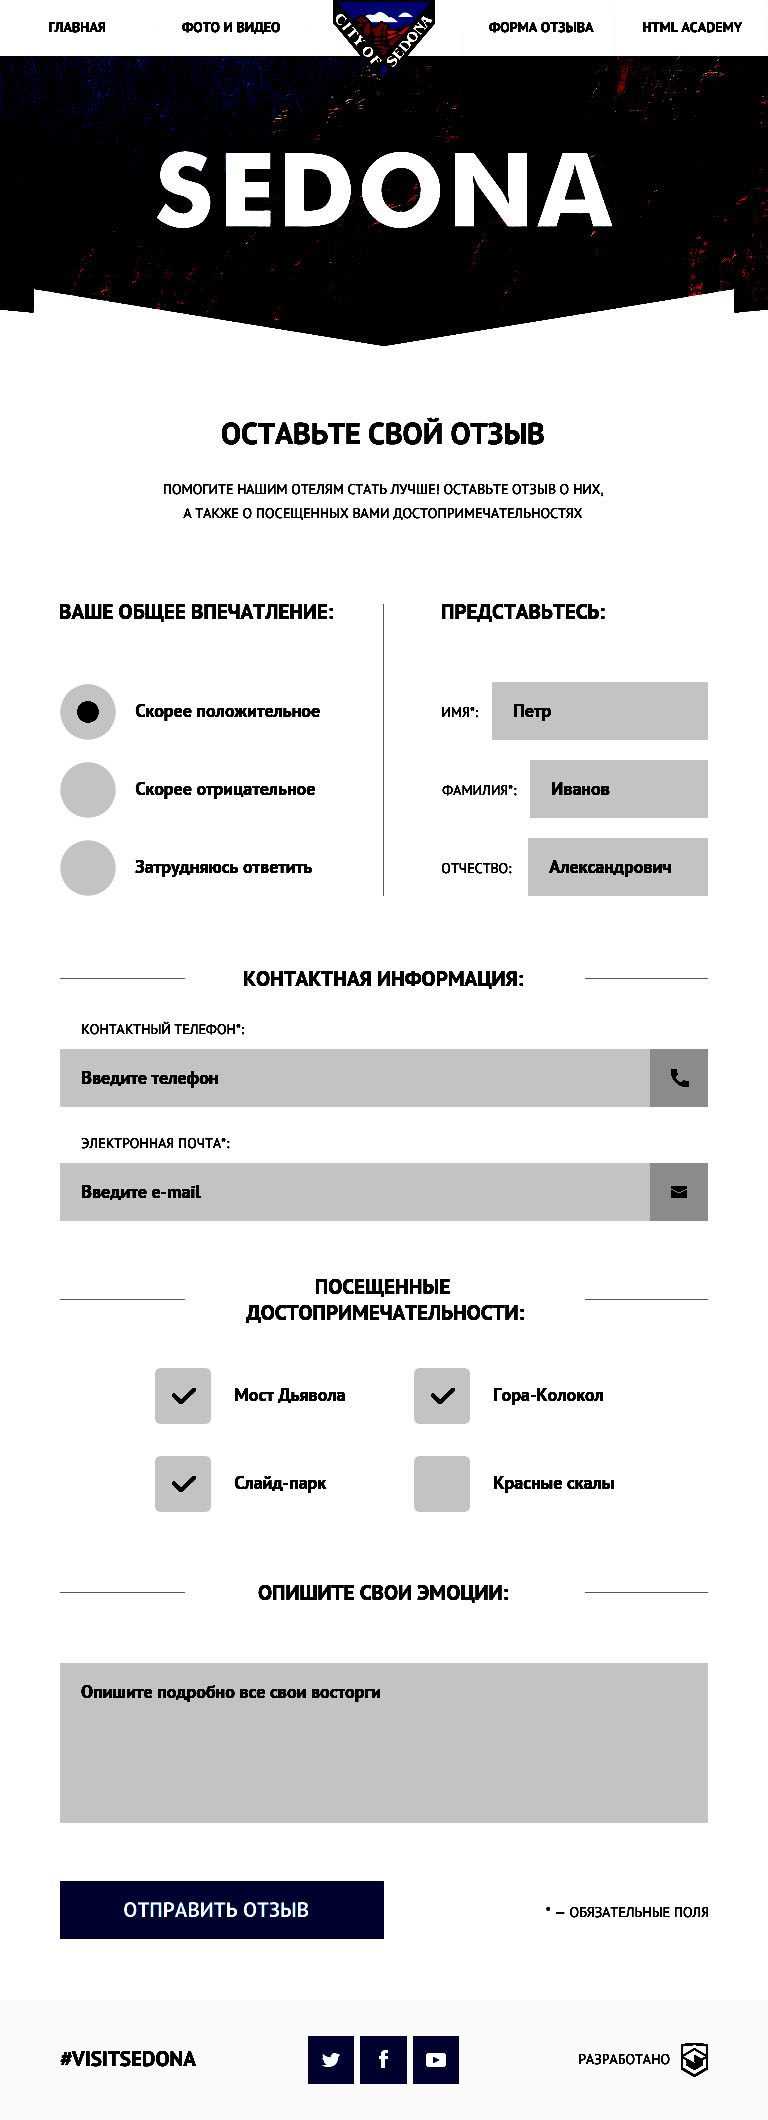 ГЛАВНАЯ
ФОТО И ВИДЕО
CITY OF SEDONA
ФОРМА ОТЗЫВА
HTML ACADEMY
SEDONA
ОСТАВЬТЕ СВОЙ ОТЗЫВ
ПОМОГИТЕ НАШИМ ОТЕЛЯМ СТАТЬ ЛУЧШЕ! ОСТАВЬТЕ ОТЗЫВ О НИХ,
А ТАКЖЕ О ПОСЕЩЕННЫХ ВАМИ ДОСТОПРИМЕЧАТЕЛЬНОСТЯХ
ВАШЕ ОБЩЕЕ ВПЕЧАТЛЕНИЕ:
Скорее положительное
Скорее отрицательное
Затрудняюсь ответить
ПРЕДСТАВЬТЕСЬ:
ИМЯ*:
Петр
ФАМИЛИЯ*:
Иванов
ОТЧЕСТВО:
Александрович
КОНТАКТНАЯ ИНФОРМАЦИЯ:
КОНТАКТНЫЙ ТЕЛЕФОН*:
Введите телефон
ЭЛЕКТРОННАЯ ПОЧТА*:
Введите e-mail
ПОСЕЩЕННЫЕ
ДОСТОПРИМЕЧАТЕЛЬНОСТИ:
Мост Дьявола
Гора-Колокол
Слайд-парк
Красные скалы
ОПИШИТЕ СВОИ ЭМОЦИИ:
Опишите подробно все свои восторги
ОТПРАВИТЬ ОТЗЫВ
* — ОБЯЗАТЕЛЬНЫЕ ПОЛЯ
#VISITSEDONA
РАЗРАБОТАНО